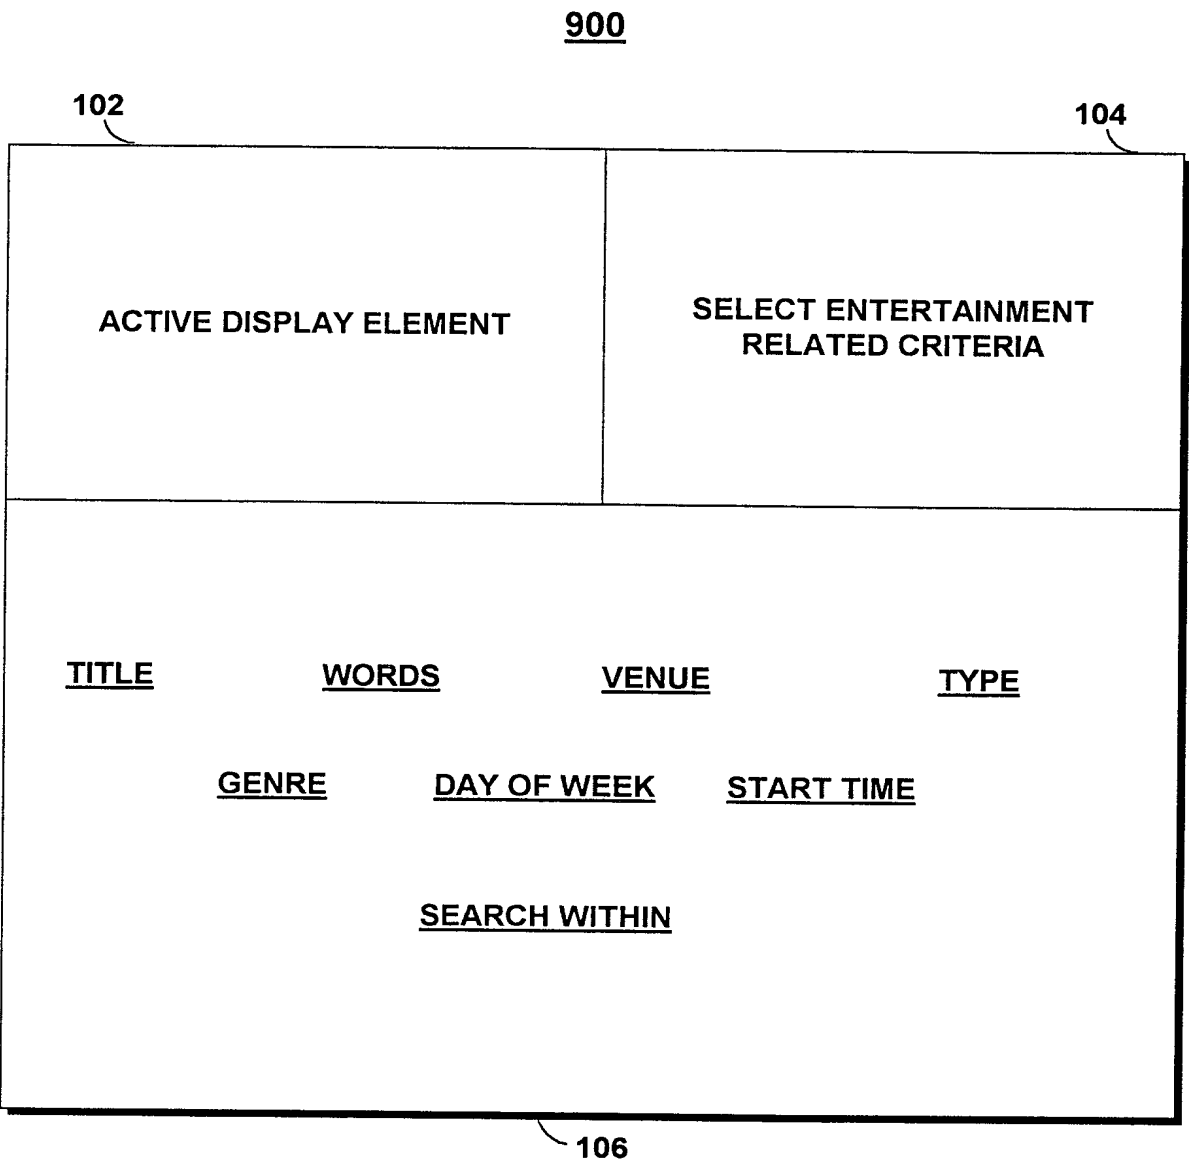 900
102
104
ACTIVE DISPLAY ELEMENT
SELECT ENTERTAINMENT
RELATED CRITERIA
TITLE WORDS VENUE TYPE
GENRE DAY OF WEEK START TIME
SEARCH WITHIN
106